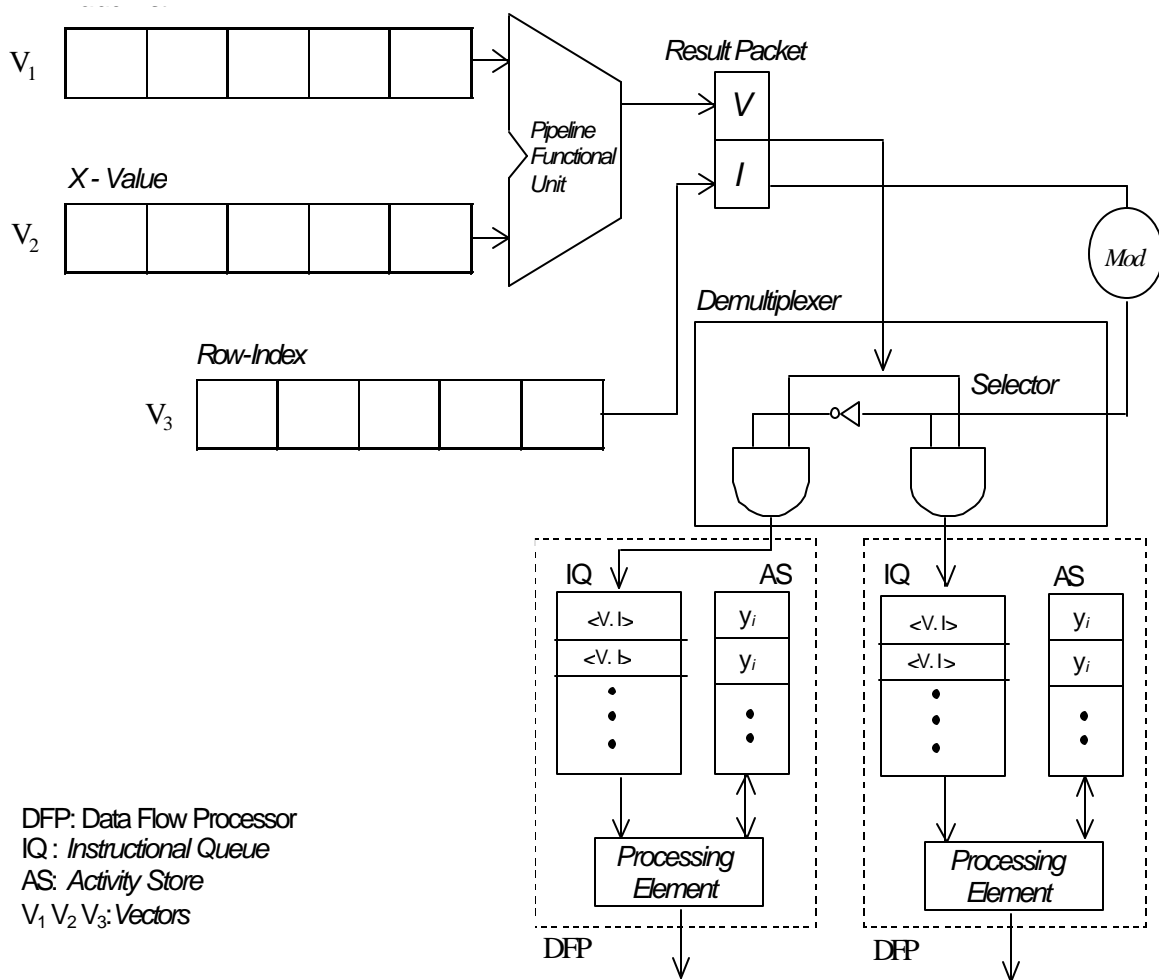 V1
Result Packet
V
I
Pipeline
Functional
Unit
X - Value
V2
Mod
Demultiplexer
Row-Index
Selector
V3
IQ
AS
IQ
AS
<V. I>
yi
<V. I>
yi
<V. I>
yi
<V. I>
yi
DFP: Data Flow Processor
IQ : Instructional Queue
AS: Activity Store
V1 V2 V3: Vectors
Processing
Element
Processing
Element
DFP
DFP